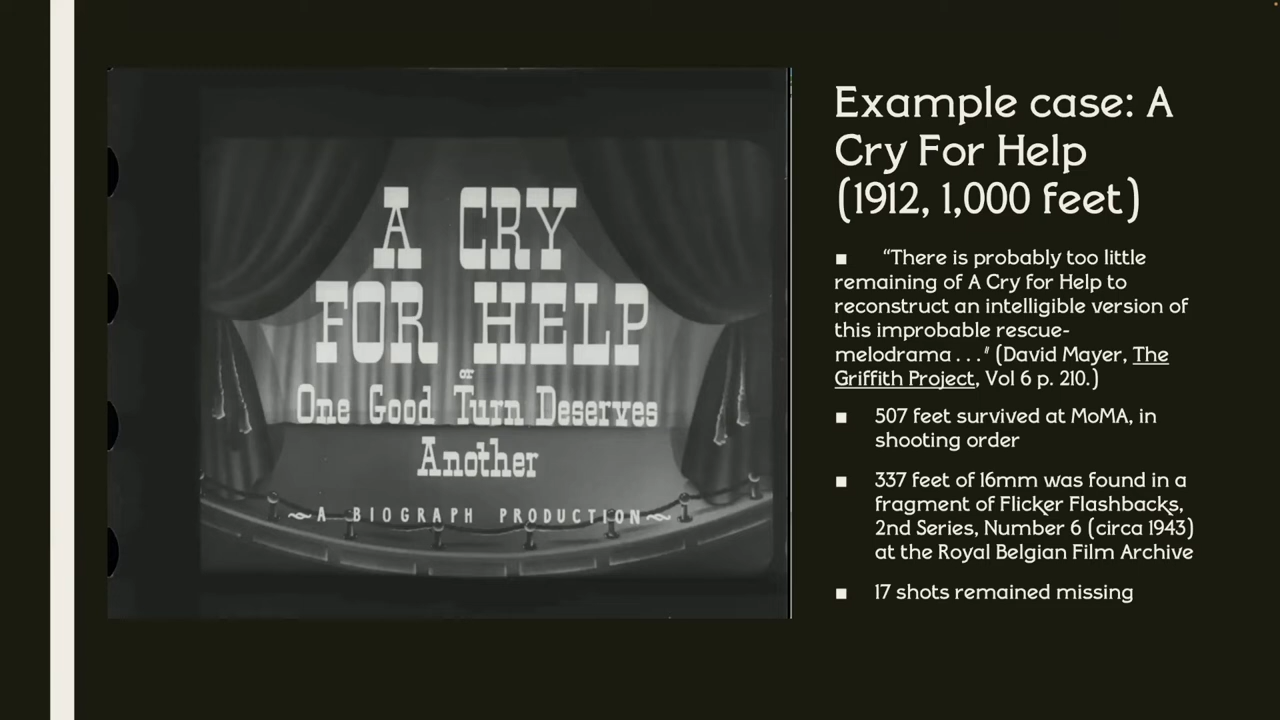 A CRY
FOR HELP
or
One Good Turn Deserves
Another
A BIOGRAPH PRODUCTION
Example case: A
Cry For Help
(1912, 1,000 feet)
■ “There is probably too little
remaining of A Cry for Help to
reconstruct an intelligible version of
this improbable rescue-
melodrama . . ." (David Mayer, The
Griffith Project, Vol 6 p. 210.)
■ 507 feet survived at MoMA, in
shooting order
■ 337 feet of 16mm was found in a
fragment of Flicker Flashbacks,
2nd Series, Number 6 (circa 1943)
at the Royal Belgian Film Archive
■ 17 shots remained missing